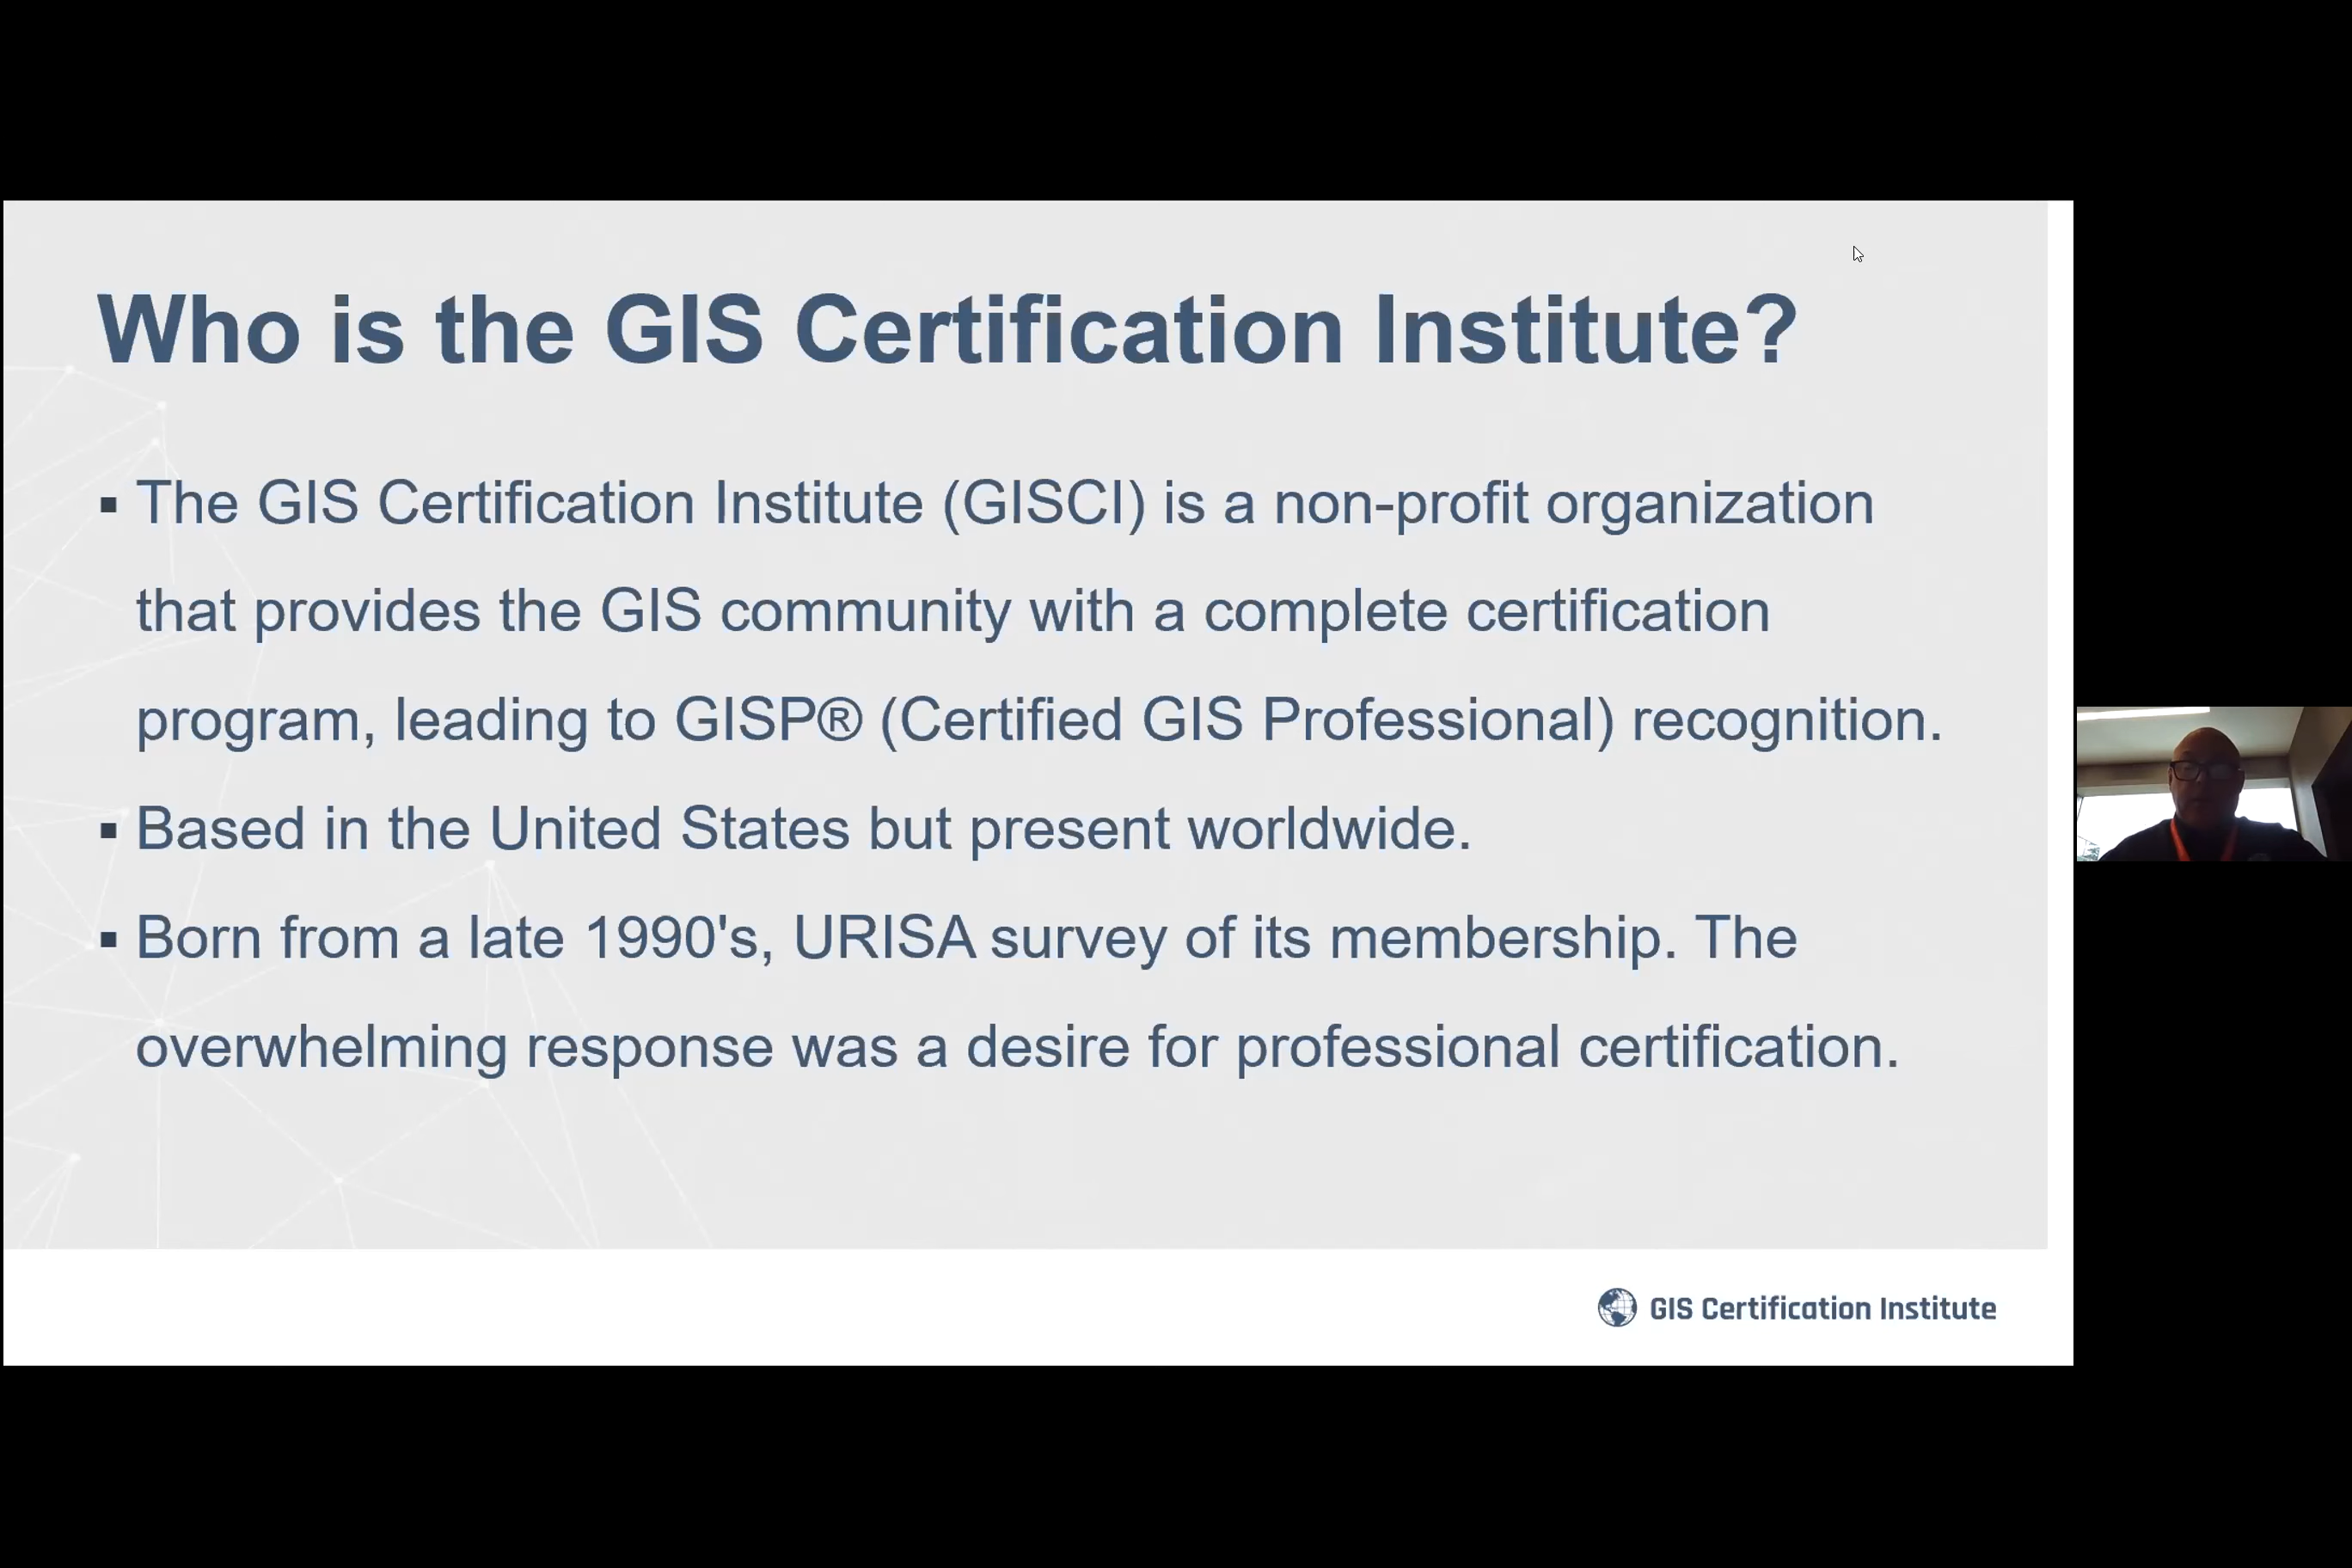 Who is the GIS Certification Institute?
▪ The GIS Certification Institute (GISCI) is a non-profit organization
that provides the GIS community with a complete certification
program, leading to GISP® (Certified GIS Professional) recognition.
▪ Based in the United States but present worldwide.
▪ Born from a late 1990's, URISA survey of its membership. The
overwhelming response was a desire for professional certification.
GIS Certification Institute